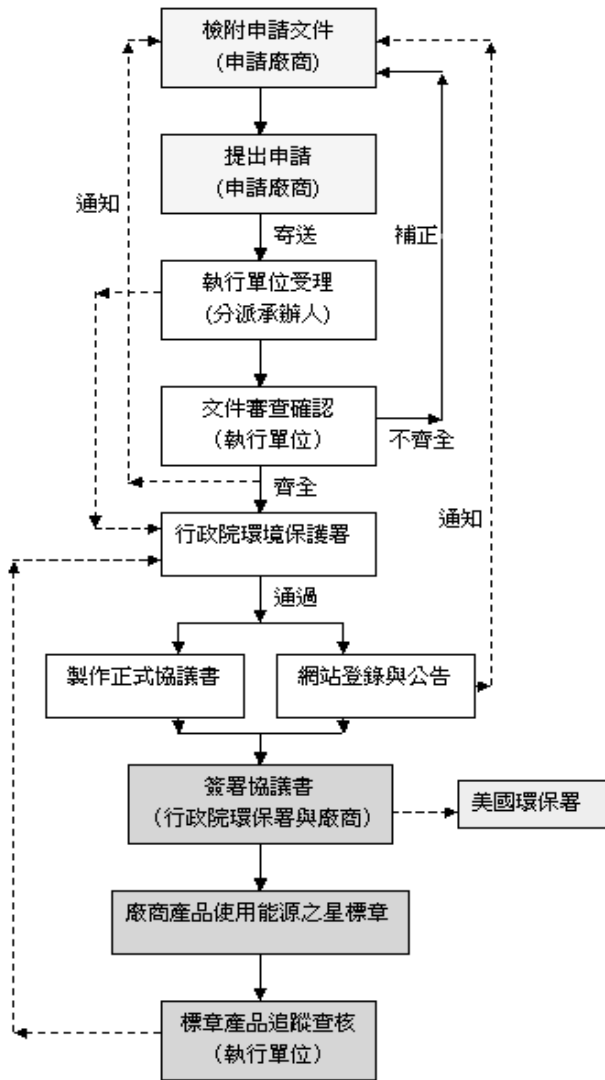 檢附申請文件
(申請廠商)
提出申請
(申請廠商)
通知
寄送
補正
執行單位受理
(分派承辦人)
文件審查確認
（執行單位）
不齊全
齊全
通知
行政院環境保護署
通過
製作正式協議書
網站登錄與公告
簽署協議書
（行政院環保署與廠商）
美國環保署
廠商產品使用能源之星標章
標章產品追蹤查核
（執行單位）